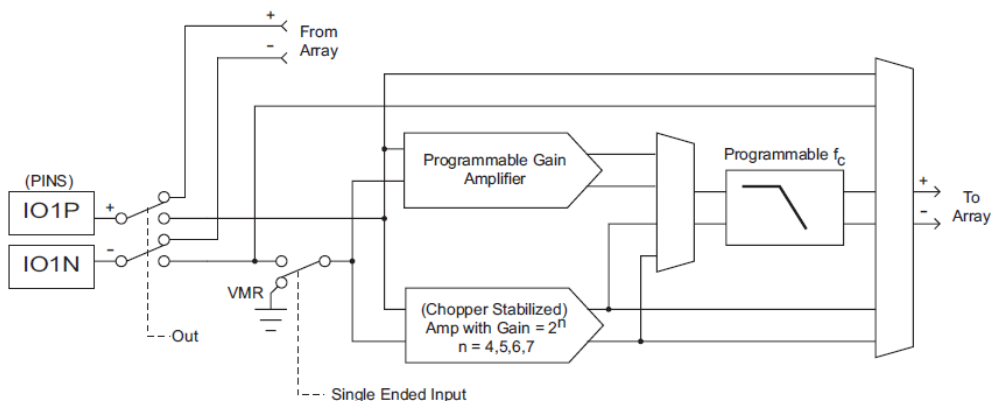 +
From
-
Array
(PINS)
IO1P
+
IO1N
-
VMR
Out
Single Ended Input
Programmable Gain
Amplifier
(Chopper Stabilized)
Amp with Gain = 2ⁿ
n = 4,5,6,7
Programmable fc
+
To
-
Array